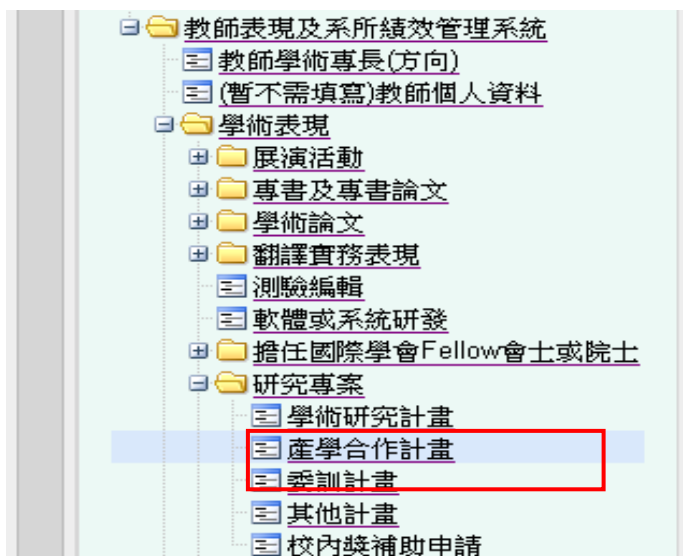 教師表現及系所績效管理系統
教師學術專長(方向)
(暫不需填寫)教師個人資料
學術表現
展演活動
專書及專書論文
學術論文
翻譯實務表現
測驗編輯
軟體或系統研發
擔任國際學會Fellow會士或院士
研究專案
學術研究計畫
產學合作計畫
委訓計畫
其他計畫
校內獎補助申請